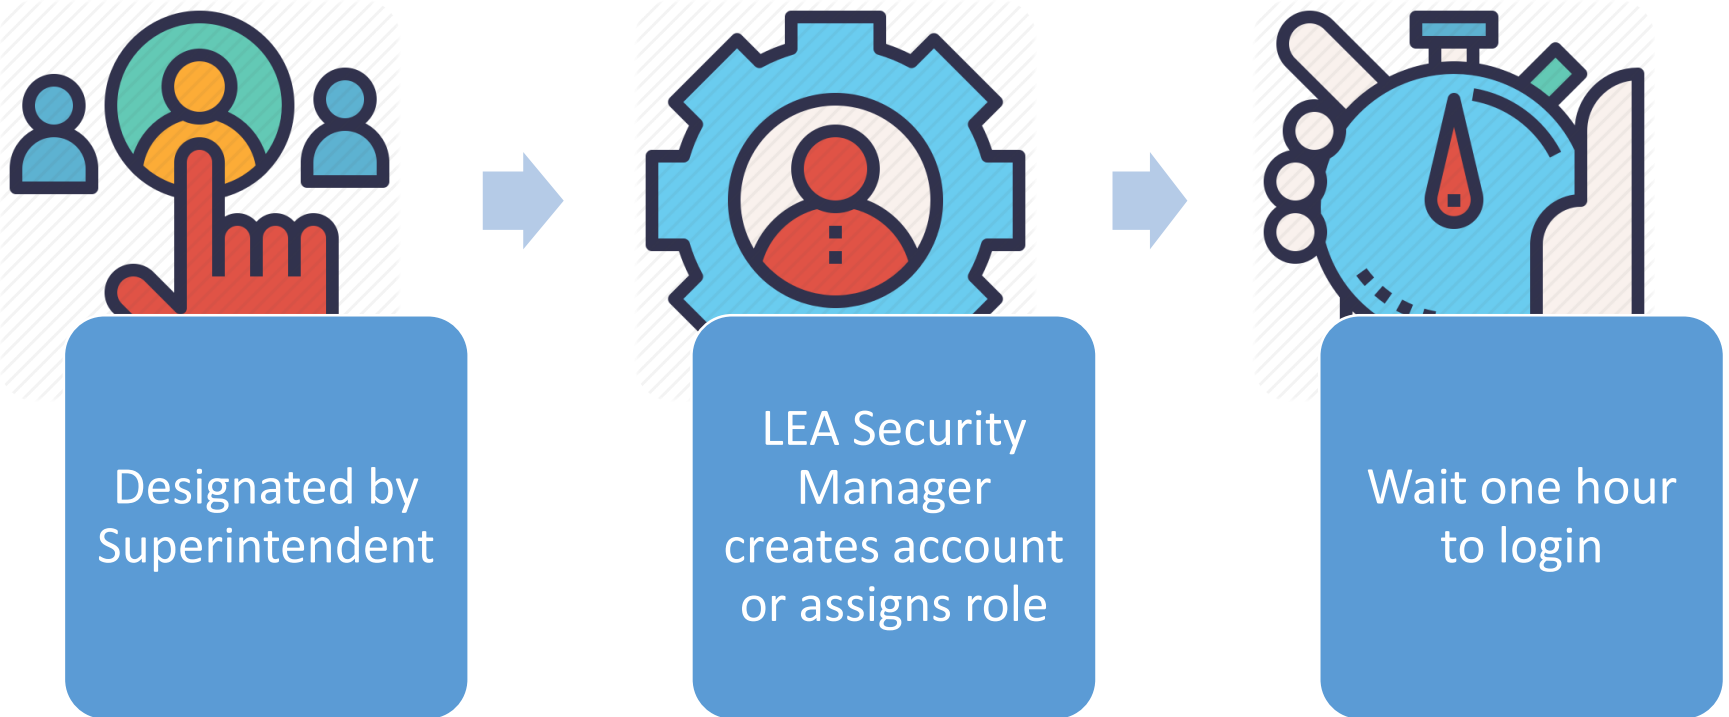 Designated by
Superintendent
LEA Security
Manager
creates account
or assigns role
Wait one hour
to login